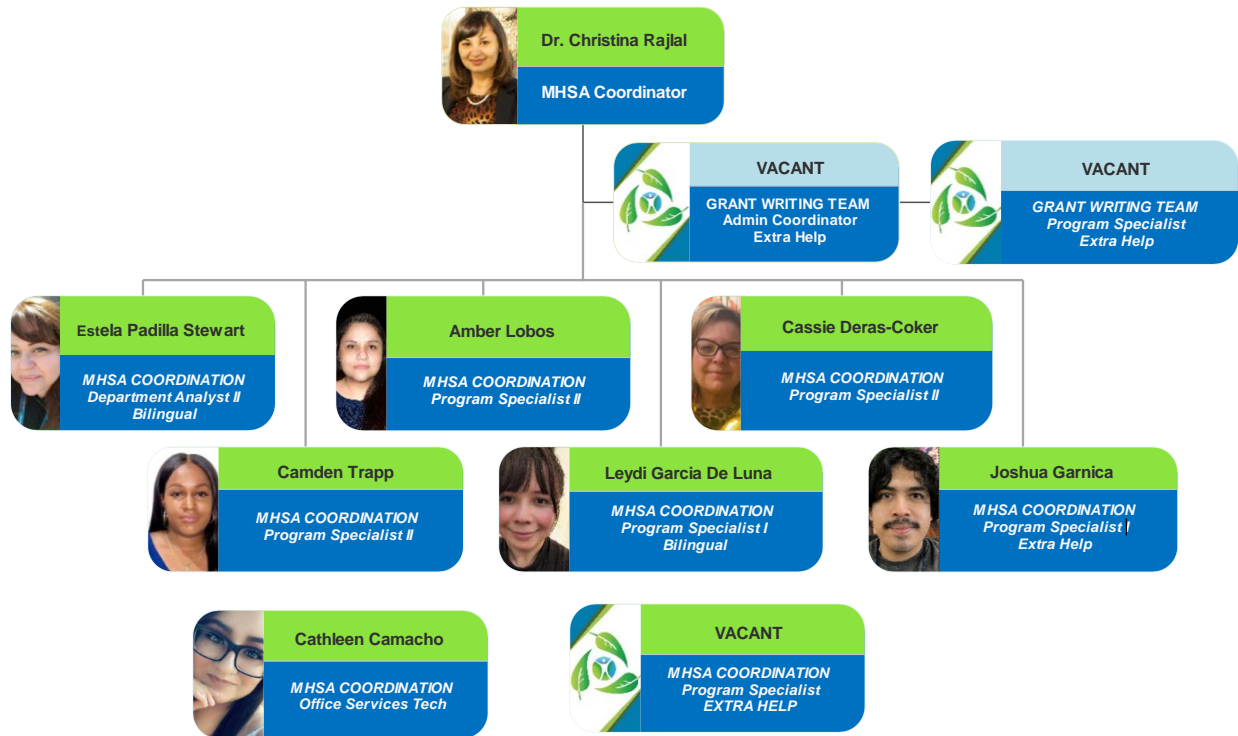 Dr. Christina Rajlal
MHSA Coordinator
VACANT
GRANT WRITING TEAM
Admin Coordinator
Extra Help
VACANT
GRANT WRITING TEAM
Program Specialist
Extra Help
Estela Padilla Stewart
MHSA COORDINATION
Department Analyst II
Bilingual
Amber Lobos
MHSA COORDINATION
Program Specialist II
Cassie Deras-Coker
MHSA COORDINATION
Program Specialist II
Camden Trapp
MHSA COORDINATION
Program Specialist II
Leydi Garcia De Luna
MHSA COORDINATION
Program Specialist I
Bilingual
Joshua Garnica
MHSA COORDINATION
Program Specialist I
Extra Help
Cathleen Camacho
MHSA COORDINATION
Office Services Tech
VACANT
MHSA COORDINATION
Program Specialist
EXTRA HELP